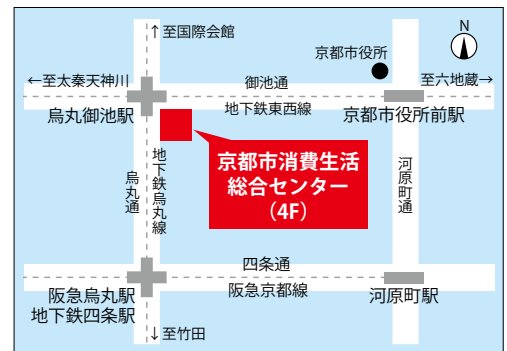 ↑至国際会館
N
京都市役所
←至太秦天神川
御池通
至六地蔵→
地下鉄東西線
烏丸御池駅
京都市役所前駅
京都市消費生活
総合センター
（4F）
烏丸通
地下鉄烏丸線
河原町通
四条通
阪急京都線
阪急烏丸駅
地下鉄四条駅
河原町駅
↓至竹田